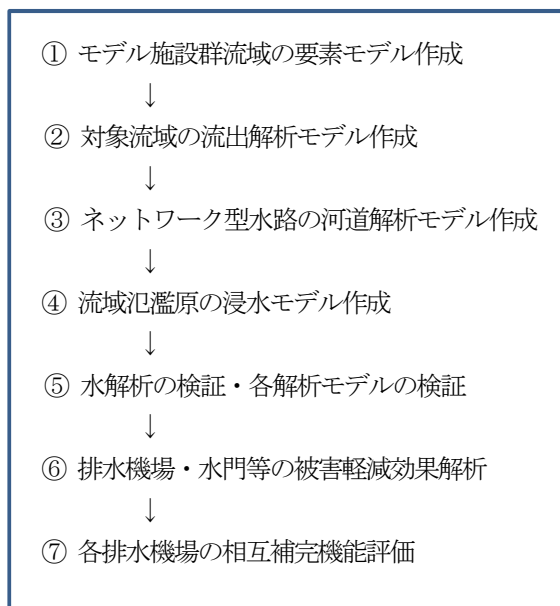 ① モデル施設群流域の要素モデル作成
↓
② 対象流域の流出解析モデル作成
↓
③ ネットワーク型水路の河道解析モデル作成
↓
④ 流域氾濫原の浸水モデル作成
↓
⑤ 水解析の検証・各解析モデルの検証
↓
⑥ 排水機場・水門等の被害軽減効果解析
↓
⑦ 各排水機場の相互補完機能評価